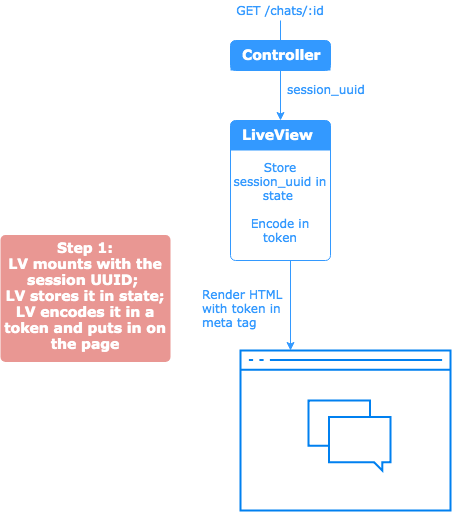 GET /chats/:id
Controller
session_uuid
LiveView
Store
session_uuid in
state
Encode in
token
Step 1:
LV mounts with the
session UUID;
LV stores it in state;
LV encodes it in a
token and puts in on
the page
Render HTML
with token in
meta tag